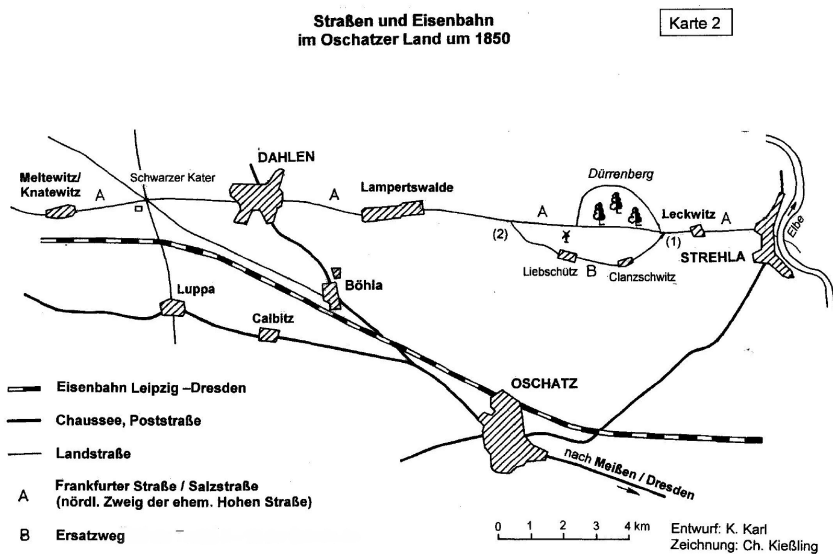 Straßen und Eisenbahn
im Oschatzer Land um 1850
Karte 2
DAHLEN
Dürrenberg
Meltewitz/
Knatewitz
A
Schwarzer Kater
A
Lampertswalde
A
Leckwitz
A
Elbe
(2)
(1)
Liebschütz
B
Clanzschwitz
STREHLA
Luppa
Böhla
Calbitz
OSCHATZ
nach Meißen / Dresden
Eisenbahn Leipzig –Dresden
Chaussee, Poststraße
Landstraße
A Frankfurter Straße / Salzstraße
(nördl. Zweig der ehem. Hohen Straße)
B Ersatzweg
0 1 2 3 4 km
Entwurf: K. Karl
Zeichnung: Ch. Kießling